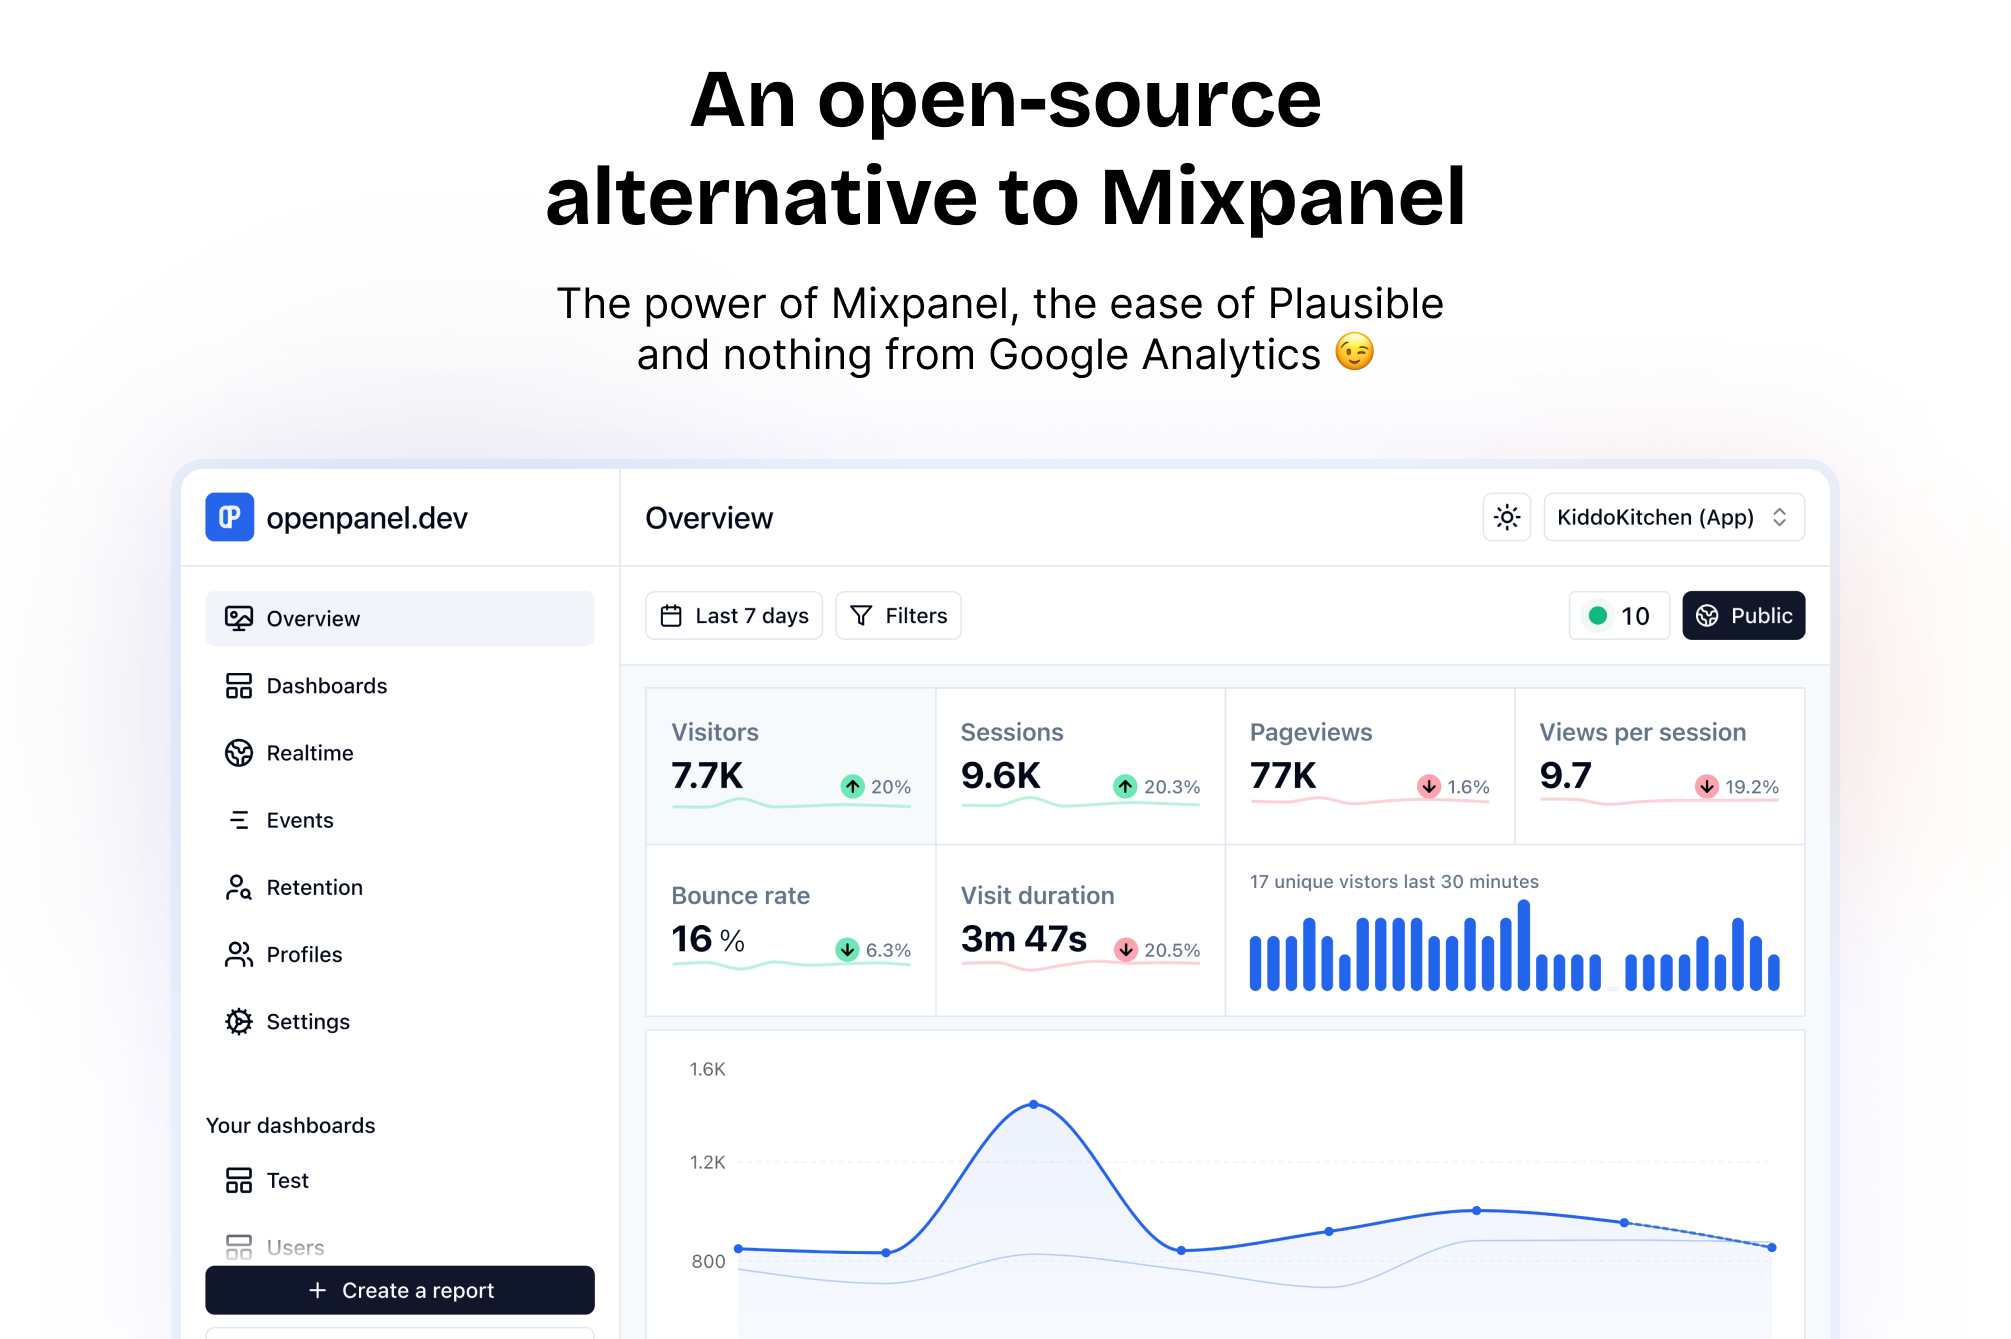 An open-source
alternative to Mixpanel
The power of Mixpanel, the ease of Plausible
and nothing from Google Analytics 😉
openpanel.dev
Overview
KiddoKitchen (App)
Overview
Dashboards
Realtime
Events
Retention
Profiles
Settings
Your dashboards
Test
Users
+ Create a report
Last 7 days
Filters
10
Public
Visitors
7.7K
20%
Sessions
9.6K
20.3%
Pageviews
77K
1.6%
Views per session
9.7
19.2%
Bounce rate
16 %
6.3%
Visit duration
3m 47s
20.5%
17 unique vistors last 30 minutes
1.6K
1.2K
800